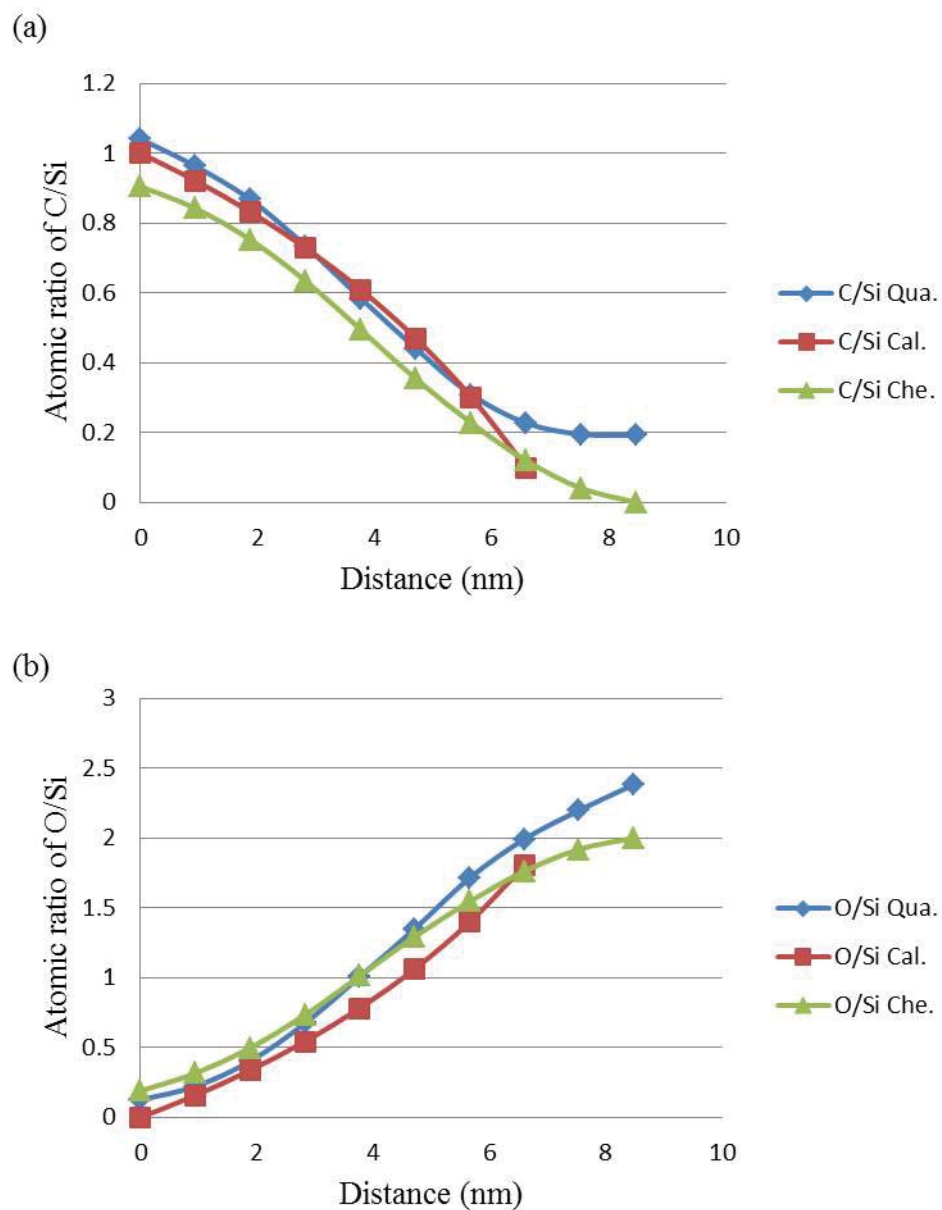 (a)
1.2
1
0.8
0.6
0.4
0.2
0
Atomic ratio of C/Si
0 2 4 6 8 10
Distance (nm)
C/Si Qua.
C/Si Cal.
C/Si Che.
(b)
3
2.5
2
1.5
1
0.5
0
Atomic ratio of O/Si
0 2 4 6 8 10
Distance (nm)
O/Si Qua.
O/Si Cal.
O/Si Che.